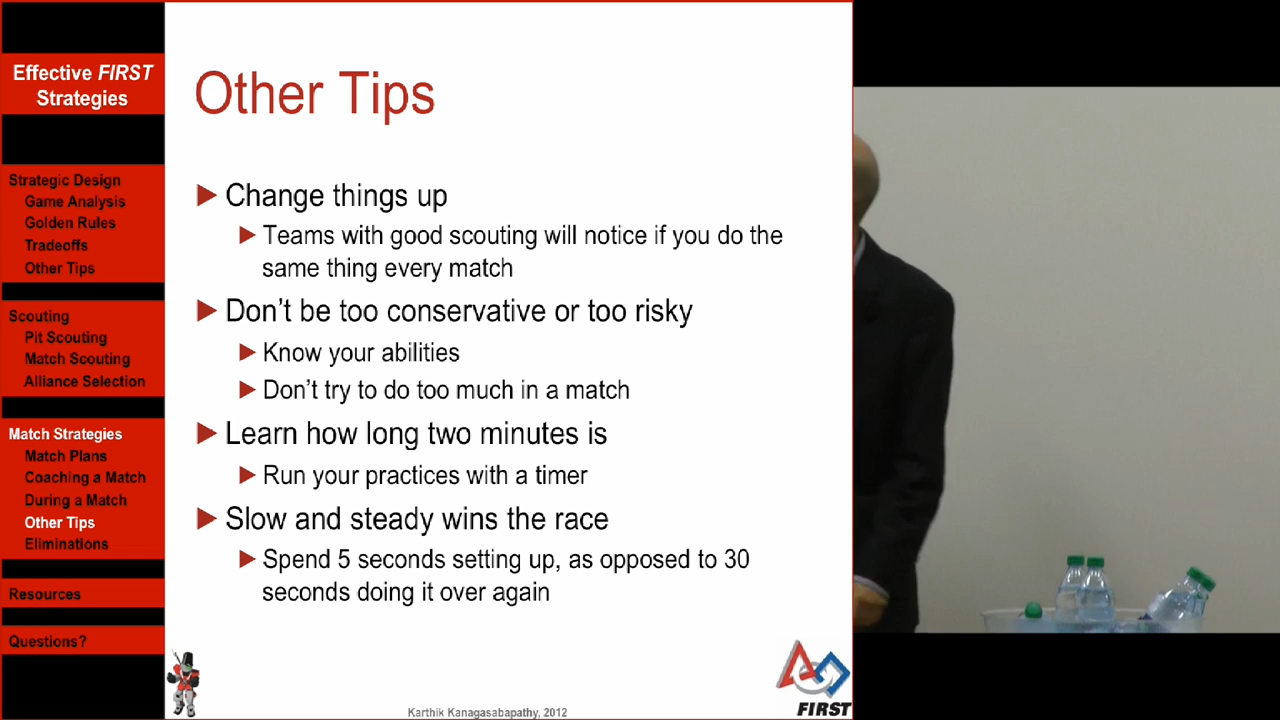 Effective FIRST
Strategies
Strategic Design
Game Analysis
Golden Rules
Tradeoffs
Other Tips
Scouting
Pit Scouting
Match Scouting
Alliance Selection
Match Strategies
Match Plans
Coaching a Match
During a Match
Other Tips
Eliminations
Resources
Questions?
Other Tips
Change things up
Teams with good scouting will notice if you do the
same thing every match
Don't be too conservative or too risky
Know your abilities
Don't try to do too much in a match
Learn how long two minutes is
Run your practices with a timer
Slow and steady wins the race
Spend 5 seconds setting up, as opposed to 30
seconds doing it over again
Karthik Kanagasabapathy, 2012
FIRST